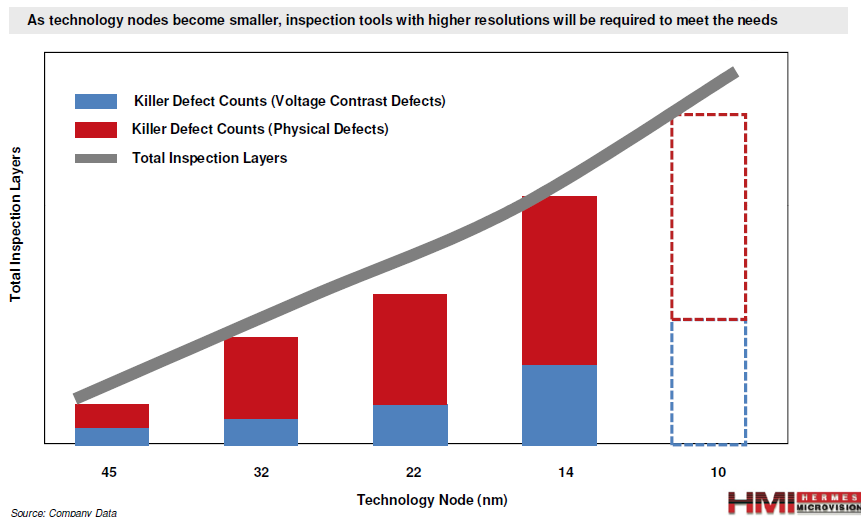 As technology nodes become smaller, inspection tools with higher resolutions will be required to meet the needs
Killer Defect Counts (Voltage Contrast Defects)
Killer Defect Counts (Physical Defects)
Total Inspection Layers
Total Inspection Layers
45 32 22 14 10
Technology Node (nm)
Source: Company Data
HMI HERMES
MICROVISION